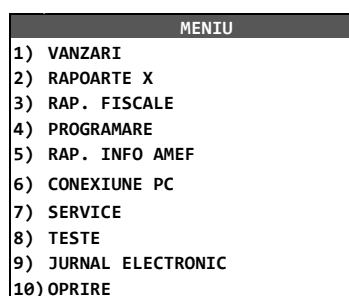 MENIU
1) VANZARI
2) RAPOARTE X
3) RAP. FISCALE
4) PROGRAMARE
5) RAP. INFO AMEF
6) CONEXIUNE PC
7) SERVICE
8) TESTE
9) JURNAL ELECTRONIC
10) OPRIRE